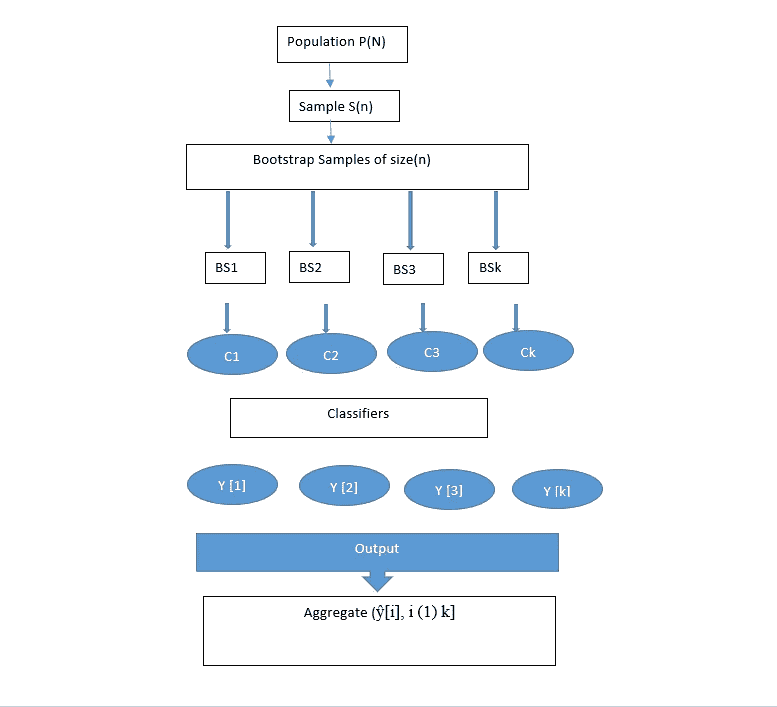 Population P(N)
Sample S(n)
Bootstrap Samples of size(n)
BS1 BS2 BS3 BSk
C1 C2 C3 Ck
Classifiers
Y [1] Y [2] Y [3] Y [k]
Output
Aggregate (ŷ[i], i (1) k]